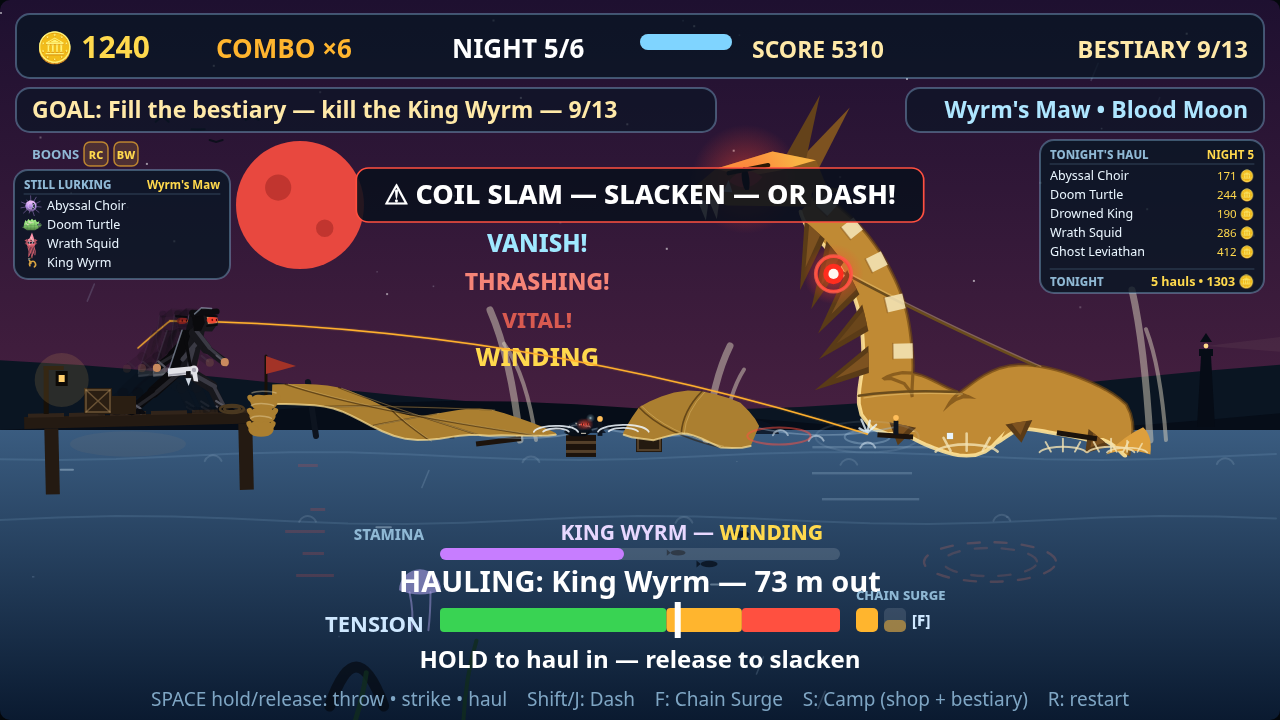 🪙 1240 COMBO ×6 NIGHT 5/6 SCORE 5310 BESTIARY 9/13
GOAL: Fill the bestiary — kill the King Wyrm — 9/13
Wyrm's Maw • Blood Moon
BOONS RC BW
STILL LURKING Wyrm's Maw
Abyssal Choir
Doom Turtle
Wrath Squid
King Wyrm
TONIGHT'S HAUL NIGHT 5
Abyssal Choir 171
Doom Turtle 244
Drowned King 190
Wrath Squid 286
Ghost Leviathan 412
TONIGHT 5 hauls • 1303
⚠ COIL SLAM — SLACKEN — OR DASH!
VANISH!
THRASHING!
VITAL!
WINDING
STAMINA KING WYRM — WINDING
HAULING: King Wyrm — 73 m out
CHAIN SURGE
TENSION [F]
HOLD to haul in — release to slacken
SPACE hold/release: throw • strike • haul Shift/J: Dash F: Chain Surge S: Camp (shop + bestiary) R: restart